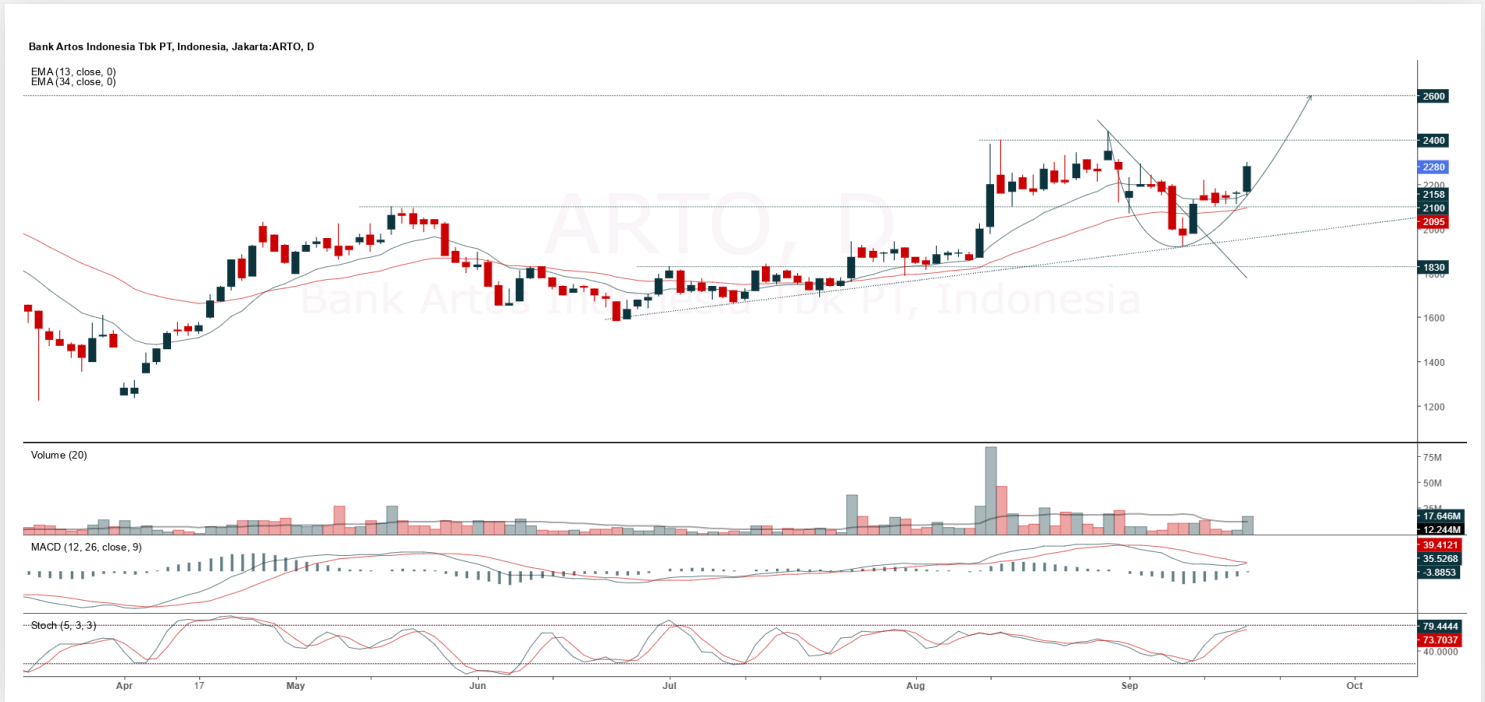 Bank Artos Indonesia Tbk PT, Indonesia, Jakarta:ARTO, D
EMA (13, close, 0)
EMA (34, close, 0)
2600
2400
2280
2200
2158
2100
2095
2000
1830
1600
1400
1200
ARTO, D
Bank Artos Indonesia Tbk PT, Indonesia
Volume (20)
75M
50M
25M
17.646M
12.244M
MACD (12, 26, close, 9)
39.4121
35.5268
-3.8853
Stoch (5, 3, 3)
79.4444
73.7037
40.0000
Apr 17 May Jun Jul Aug Sep Oct